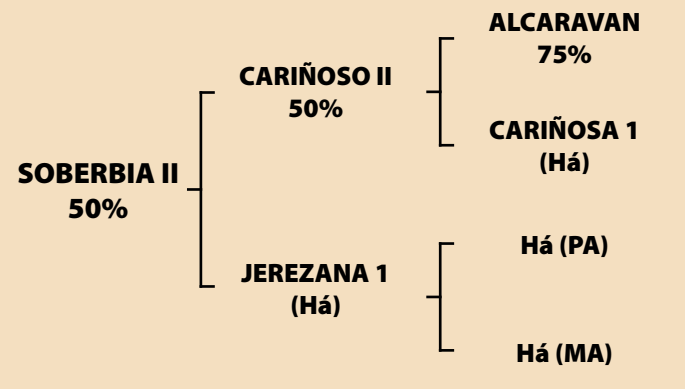 ALCARAVAN
75%
CARIÑOSO II
50%
CARIÑOSA 1
(Há)
SOBERBIA II
50%
Há (PA)
JEREZANA 1
(Há)
Há (MA)